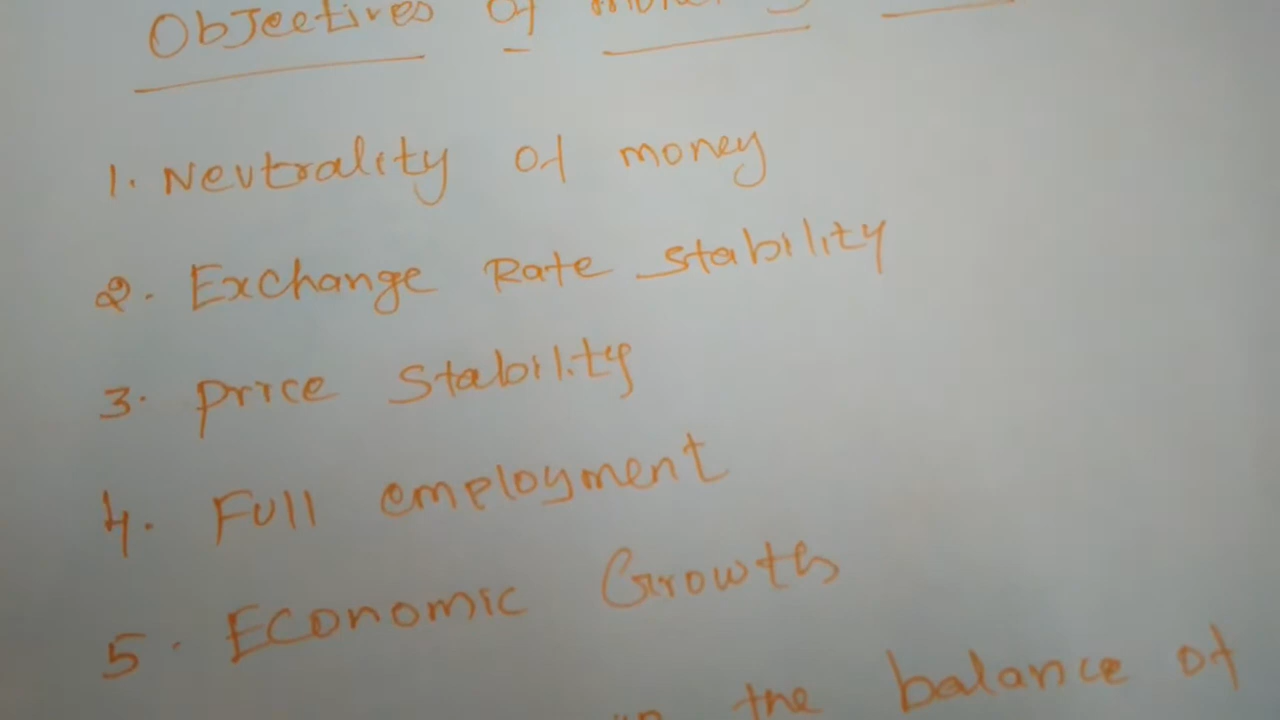 Objectives of
1. Neutrality of money
2. Exchange Rate stability
3. Price Stability
4. Full employment
5. Economic Growth
the balance of